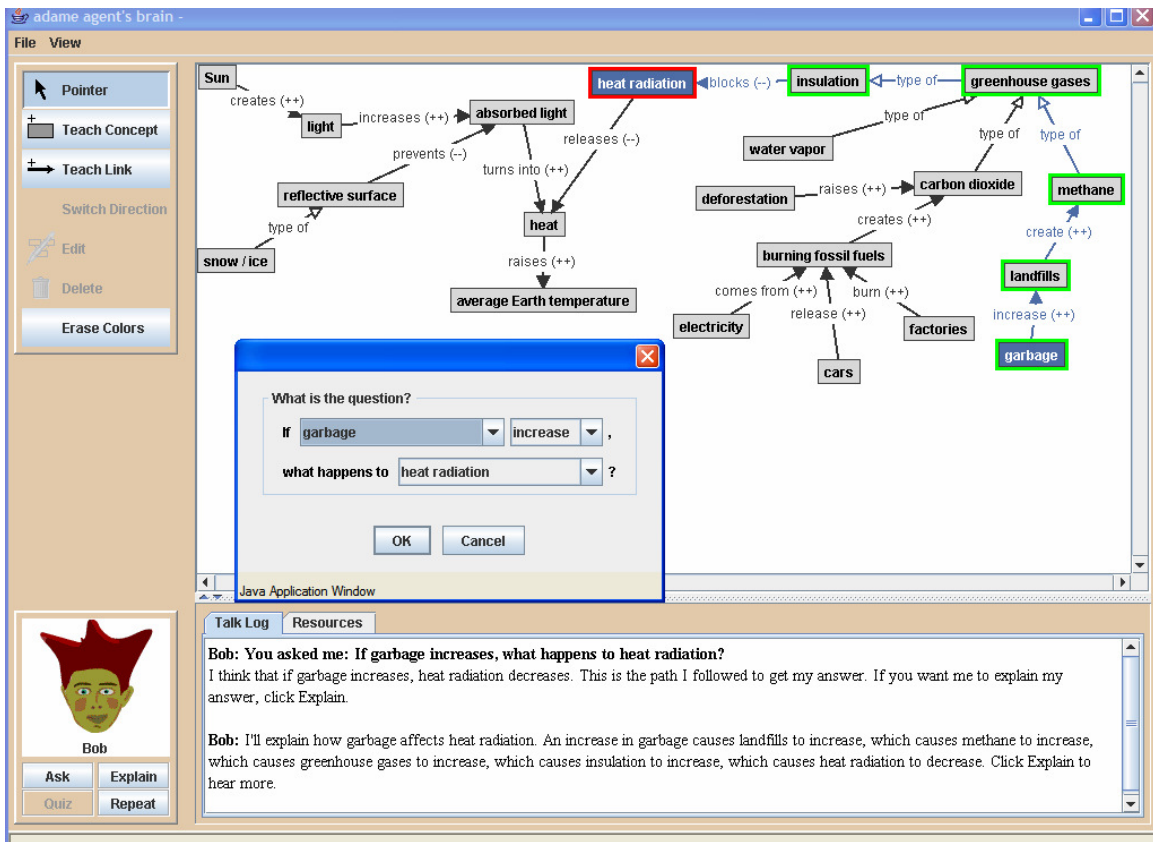 adame agent's brain -
File View
Pointer
Teach Concept
Teach Link
Switch Direction
Edit
Delete
Erase Colors
Sun
creates (++)
light
increases (++)
absorbed light
prevents (--)
reflective surface
type of
snow / ice
turns into (++)
heat radiation
releases (--)
heat
raises (++)
average Earth temperature
blocks (--)
insulation
type of
greenhouse gases
type of
water vapor
type of
type of
deforestation
raises (++)
carbon dioxide
methane
creates (++)
create (++)
burning fossil fuels
landfills
comes from (++)
burn (++)
release (++)
increase (++)
electricity
factories
garbage
cars
What is the question?
If garbage increase ,
what happens to heat radiation ?
OK Cancel
Java Application Window
Talk Log Resources
Bob: You asked me: If garbage increases, what happens to heat radiation?
I think that if garbage increases, heat radiation decreases. This is the path I followed to get my answer. If you want me to explain my
answer, click Explain.
Bob: I'll explain how garbage affects heat radiation. An increase in garbage causes landfills to increase, which causes methane to increase,
which causes greenhouse gases to increase, which causes insulation to increase, which causes heat radiation to decrease. Click Explain to
hear more.
Bob
Ask Explain
Quiz Repeat